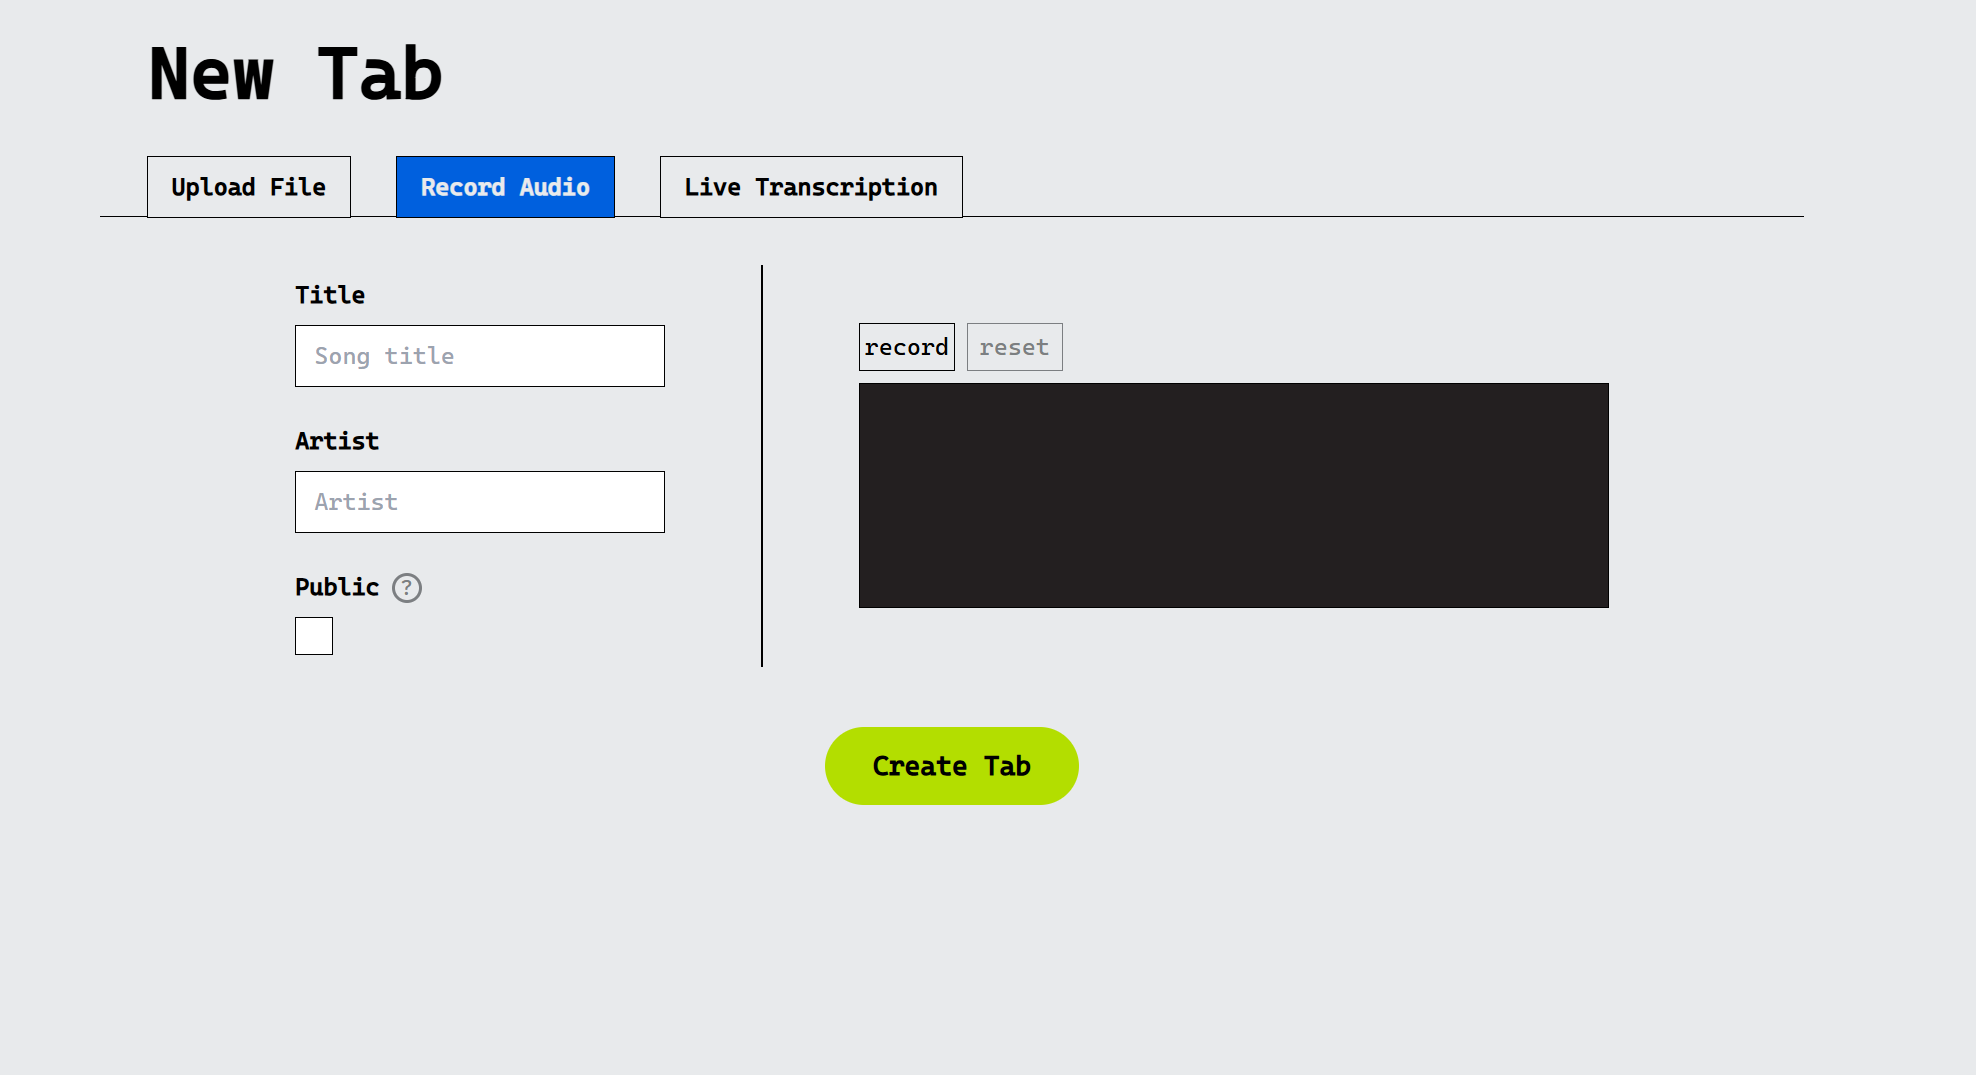 New Tab
Upload File
Record Audio
Live Transcription
Title
Song title
Artist
Artist
Public ?
record
reset
Create Tab